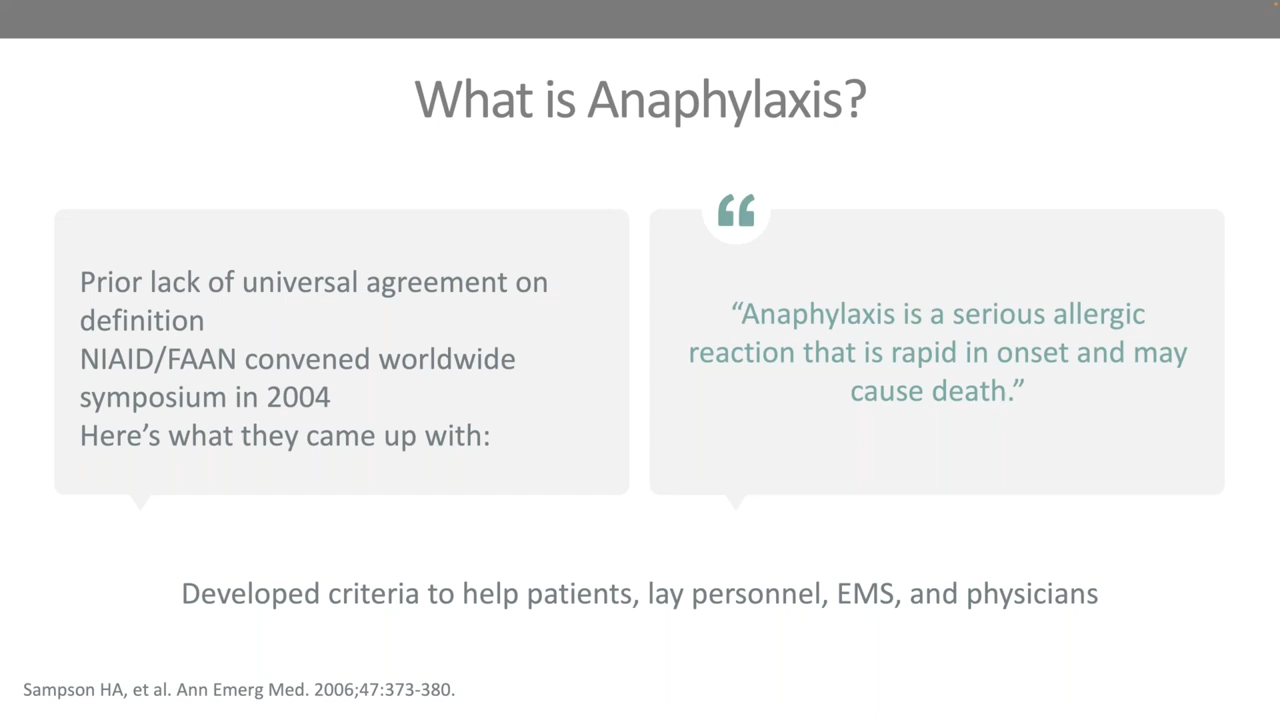 What is Anaphylaxis?
Prior lack of universal agreement on
definition
NIAID/FAAN convened worldwide
symposium in 2004
Here’s what they came up with:
“
“Anaphylaxis is a serious allergic
reaction that is rapid in onset and may
cause death.”
Developed criteria to help patients, lay personnel, EMS, and physicians
Sampson HA, et al. Ann Emerg Med. 2006;47:373-380.